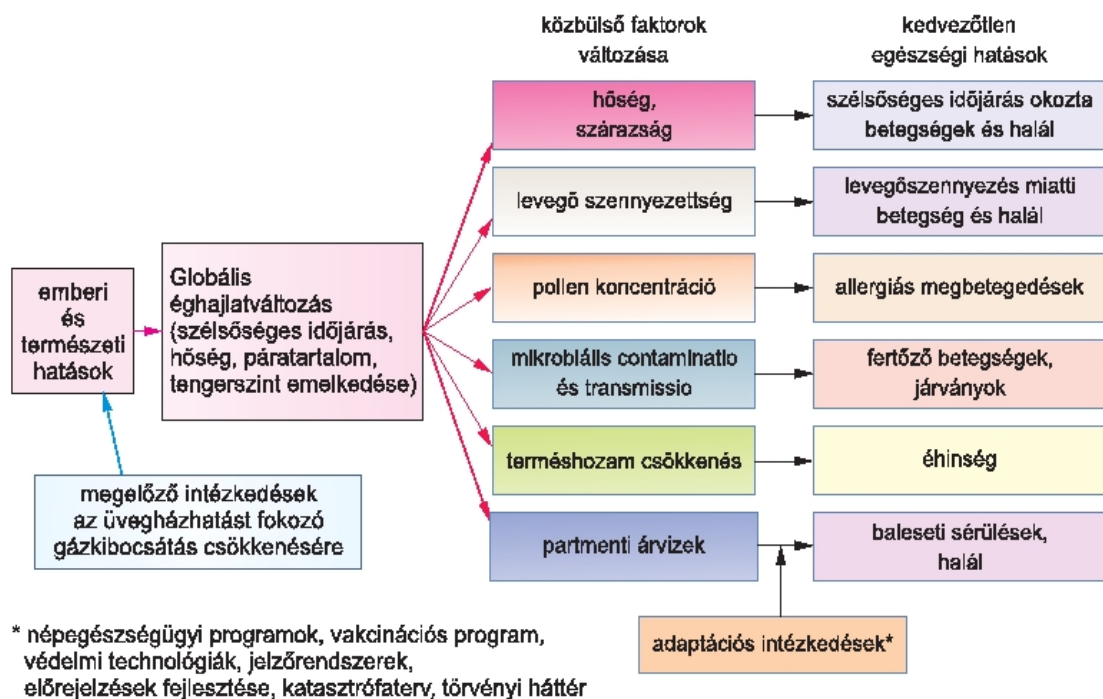 közbülső faktorok
változása
kedvezőtlen
egészségi hatások
emberi
és
természeti
hatások
Globális
éghajlatváltozás
(szélsőséges időjárás,
hőség, páratartalom,
tengerszint emelkedése)
hőség,
szárazság
szélsőséges időjárás okozta
betegségek és halál
levegő szennyezettség
levegőszennyezés miatti
betegség és halál
pollen koncentráció
allergiás megbetegedések
mikrobiális contaminatio
és transmissio
fertőző betegségek,
járványok
terméshozam csökkenés
éhinség
partmenti árvizek
baleseti sérülések,
halál
megelőző intézkedések
az üvegházhatást fokozó
gázkibocsátás csökkenésére
adaptációs intézkedések*
* népegészségügyi programok, vakcinációs program,
védelmi technológiák, jelzőrendszerek,
előrejelzések fejlesztése, katasztrófaterv, törvényi háttér